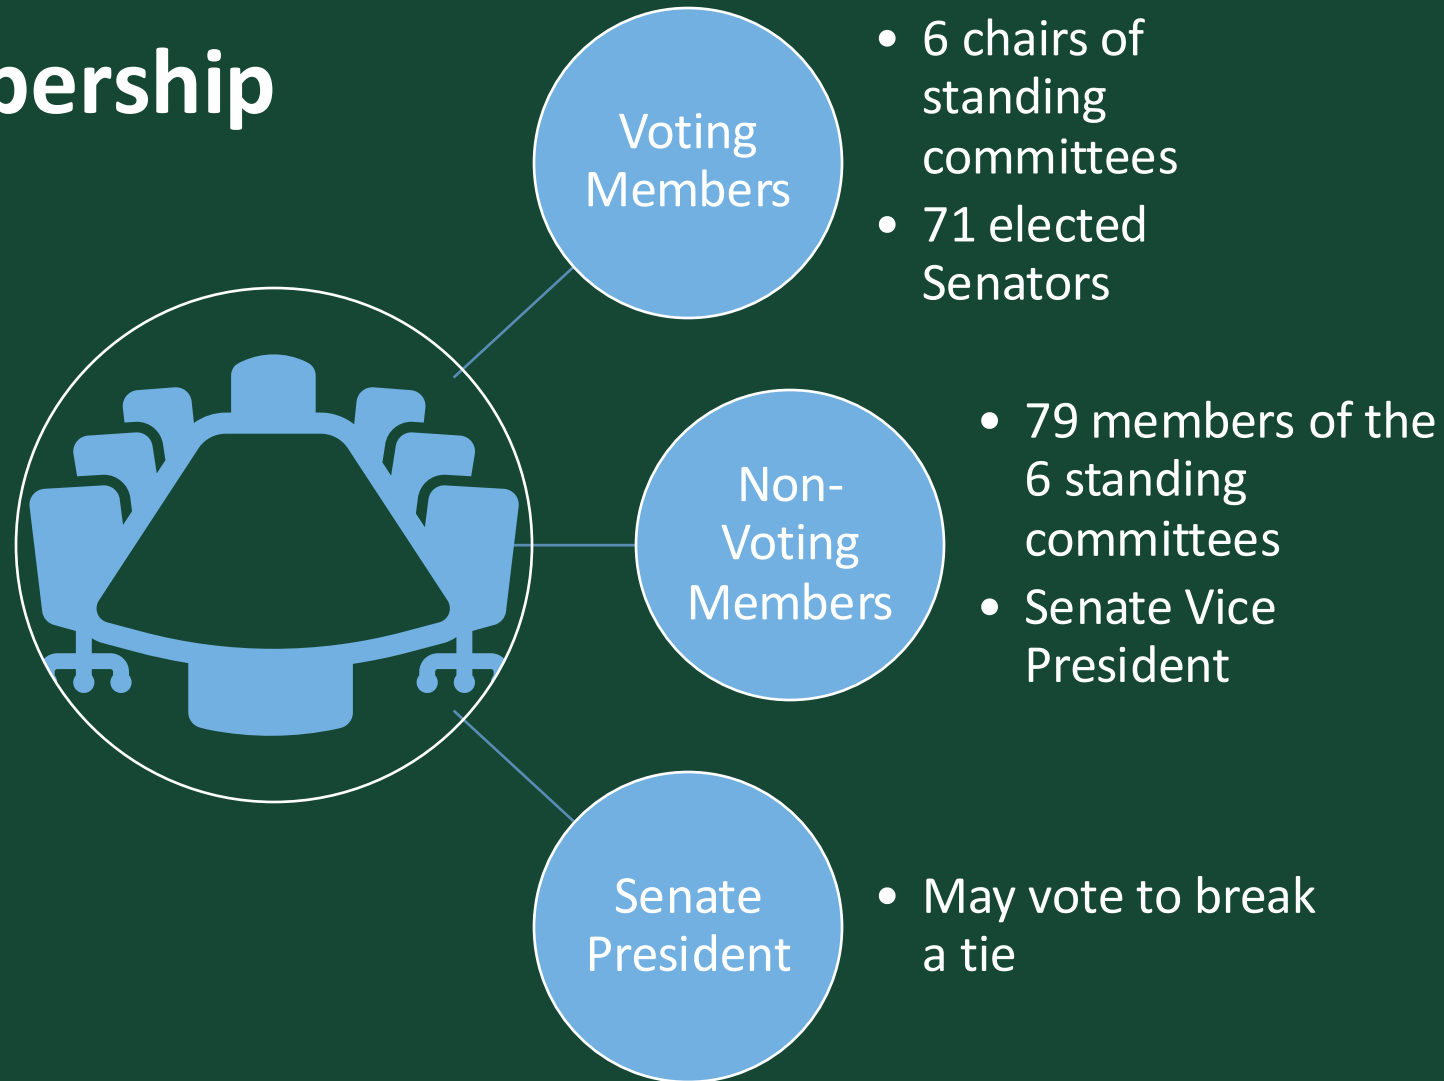 bership
Voting
Members
• 6 chairs of
standing
committees
• 71 elected
Senators
Non-
Voting
Members
• 79 members of the
6 standing
committees
• Senate Vice
President
Senate
President
• May vote to break
a tie